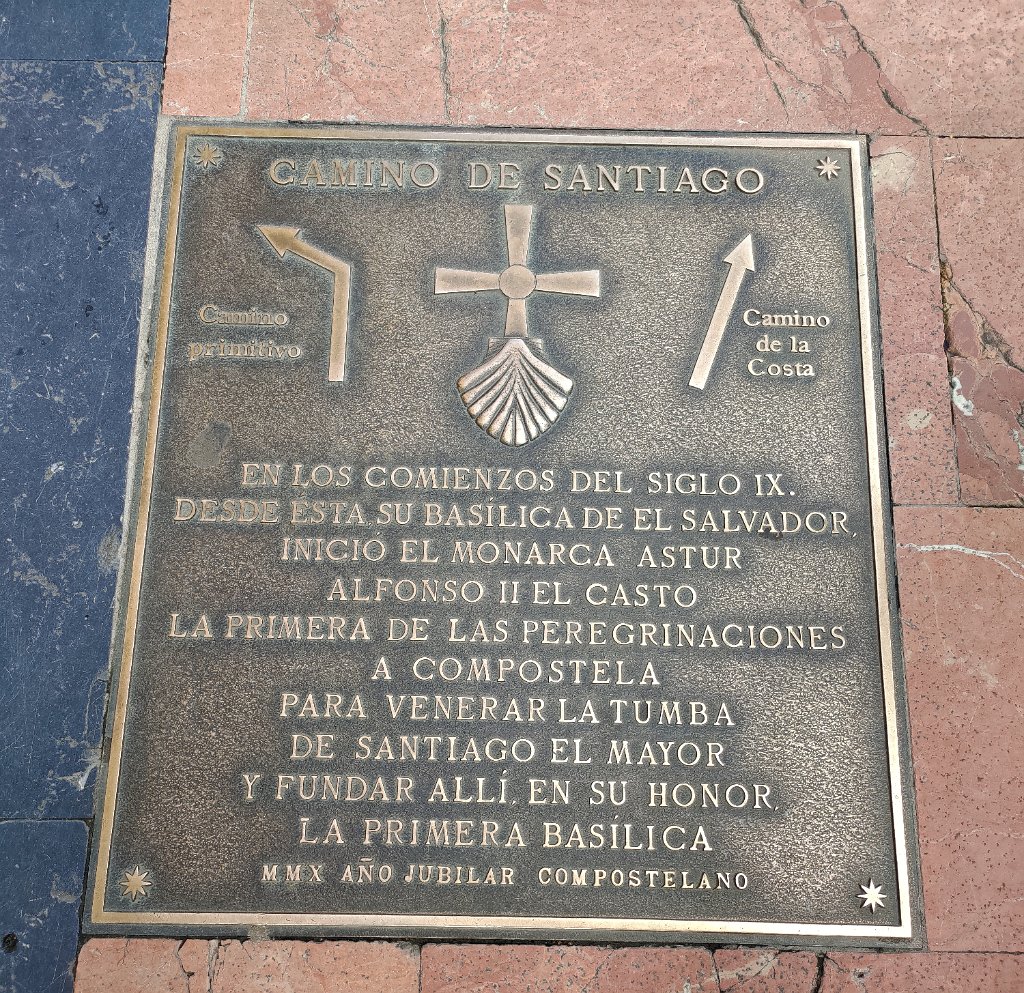 CAMINO DE SANTIAGO
Camino
primitivo
Camino
de la
Costa
EN LOS COMIENZOS DEL SIGLO IX.
DESDE ÉSTA, SU BASÍLICA DE EL SALVADOR,
INICIÓ EL MONARCA ASTUR
ALFONSO II EL CASTO
LA PRIMERA DE LAS PEREGRINACIONES
A COMPOSTELA
PARA VENERAR LA TUMBA
DE SANTIAGO EL MAYOR
Y FUNDAR ALLÍ, EN SU HONOR,
LA PRIMERA BASÍLICA
MMX AÑO JUBILAR COMPOSTELANO